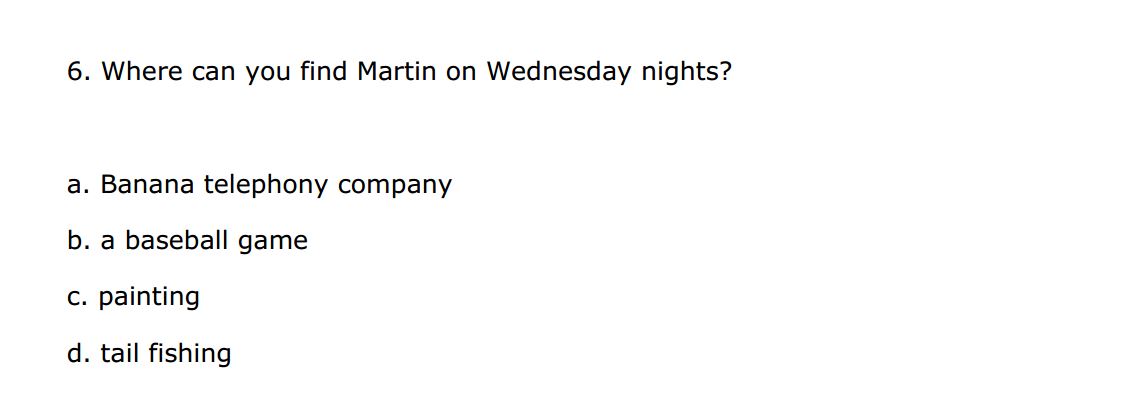 6. Where can you find Martin on Wednesday nights?
a. Banana telephony company
b. a baseball game
c. painting
d. tail fishing